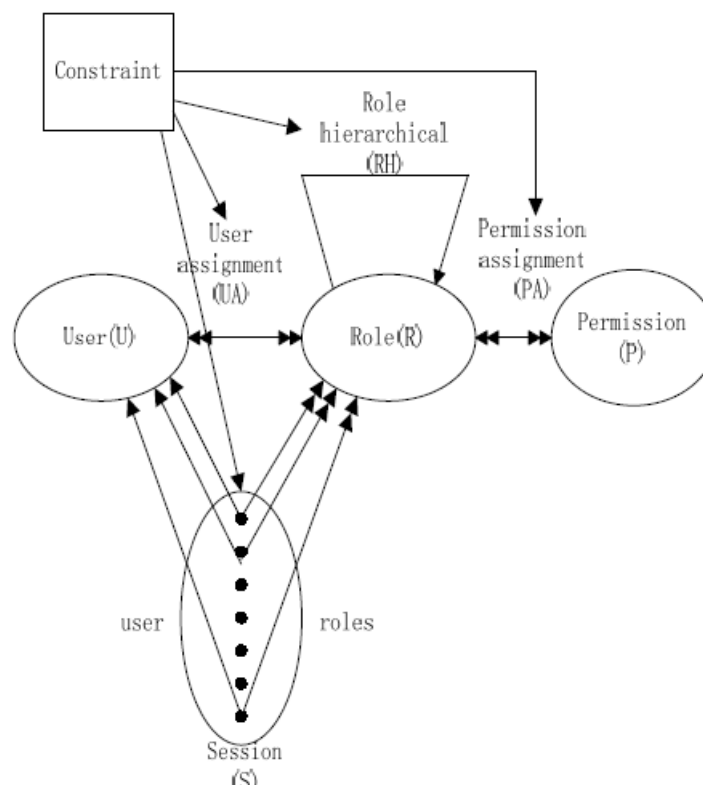 Constraint
Role
hierarchical
(RH)
User
assignment
(UA)
Permission
assignment
(PA)
User(U)
Role(R)
Permission
(P)
user
roles
Session
(S)